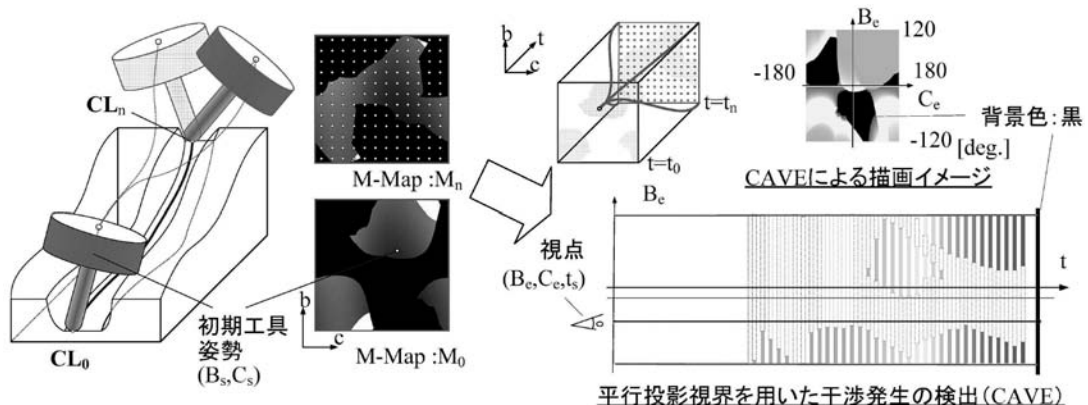 CLn
CL0
初期工具
姿勢
(Bs,Cs)
M-Map :Mn
b
c
M-Map :M0
b
t
c
t=tn
t=t0
Be
120
-180
180
Ce
-120
[deg.]
背景色:黒
CAVEによる描画イメージ
Be
視点
(Be,Ce,ts)
t
平行投影視界を用いた干渉発生の検出(CAVE)